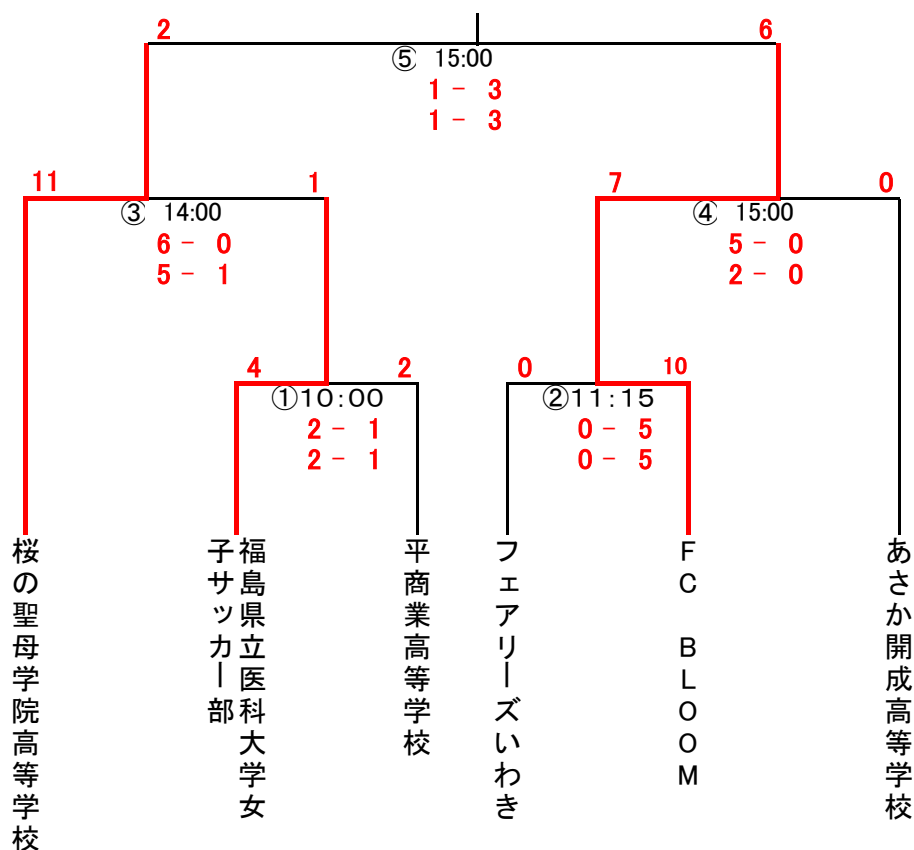 2 6
⑤ 15:00
1－3
1－3
11 1 7 0
③ 14:00 ④ 15:00
6－0 5－0
5－1 2－0
4 2 0 10
①10:00 ②11:15
2－1 0－5
2－1 0－5
桜の聖母学院高等学校
福島県立医科大学女
子サッカー部
平商業高等学校
フェアリーズいわき
FC BLOOM
あさか開成高等学校